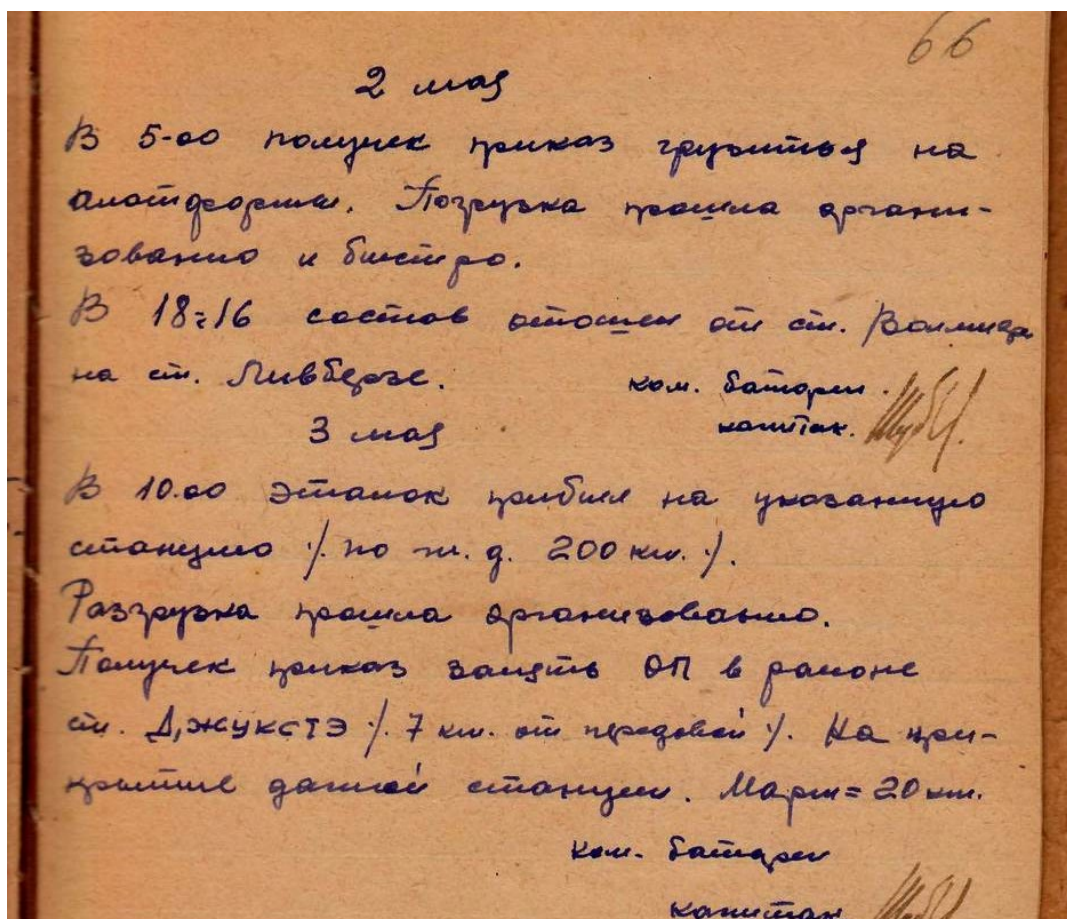 66
2 мая
В 5-00 получен приказ грузиться на
платформы. Погрузка прошла органи-
зованно и быстро.
В 18=16 состав отошел от ст. Волмара
на ст. Ливберзе. ком. батареи
капитан.
3 мая
В 10.00 эталон прибыл на указанную
станцию /. по ж. д. 200 км. /.
Разгрузка прошла организованно.
Получен приказ занять ОП в районе
ст. Джукстэ /. 7 км. от передовой /. На при-
крытие данной станции. Марш = 20 км.
ком. батареи
капитан